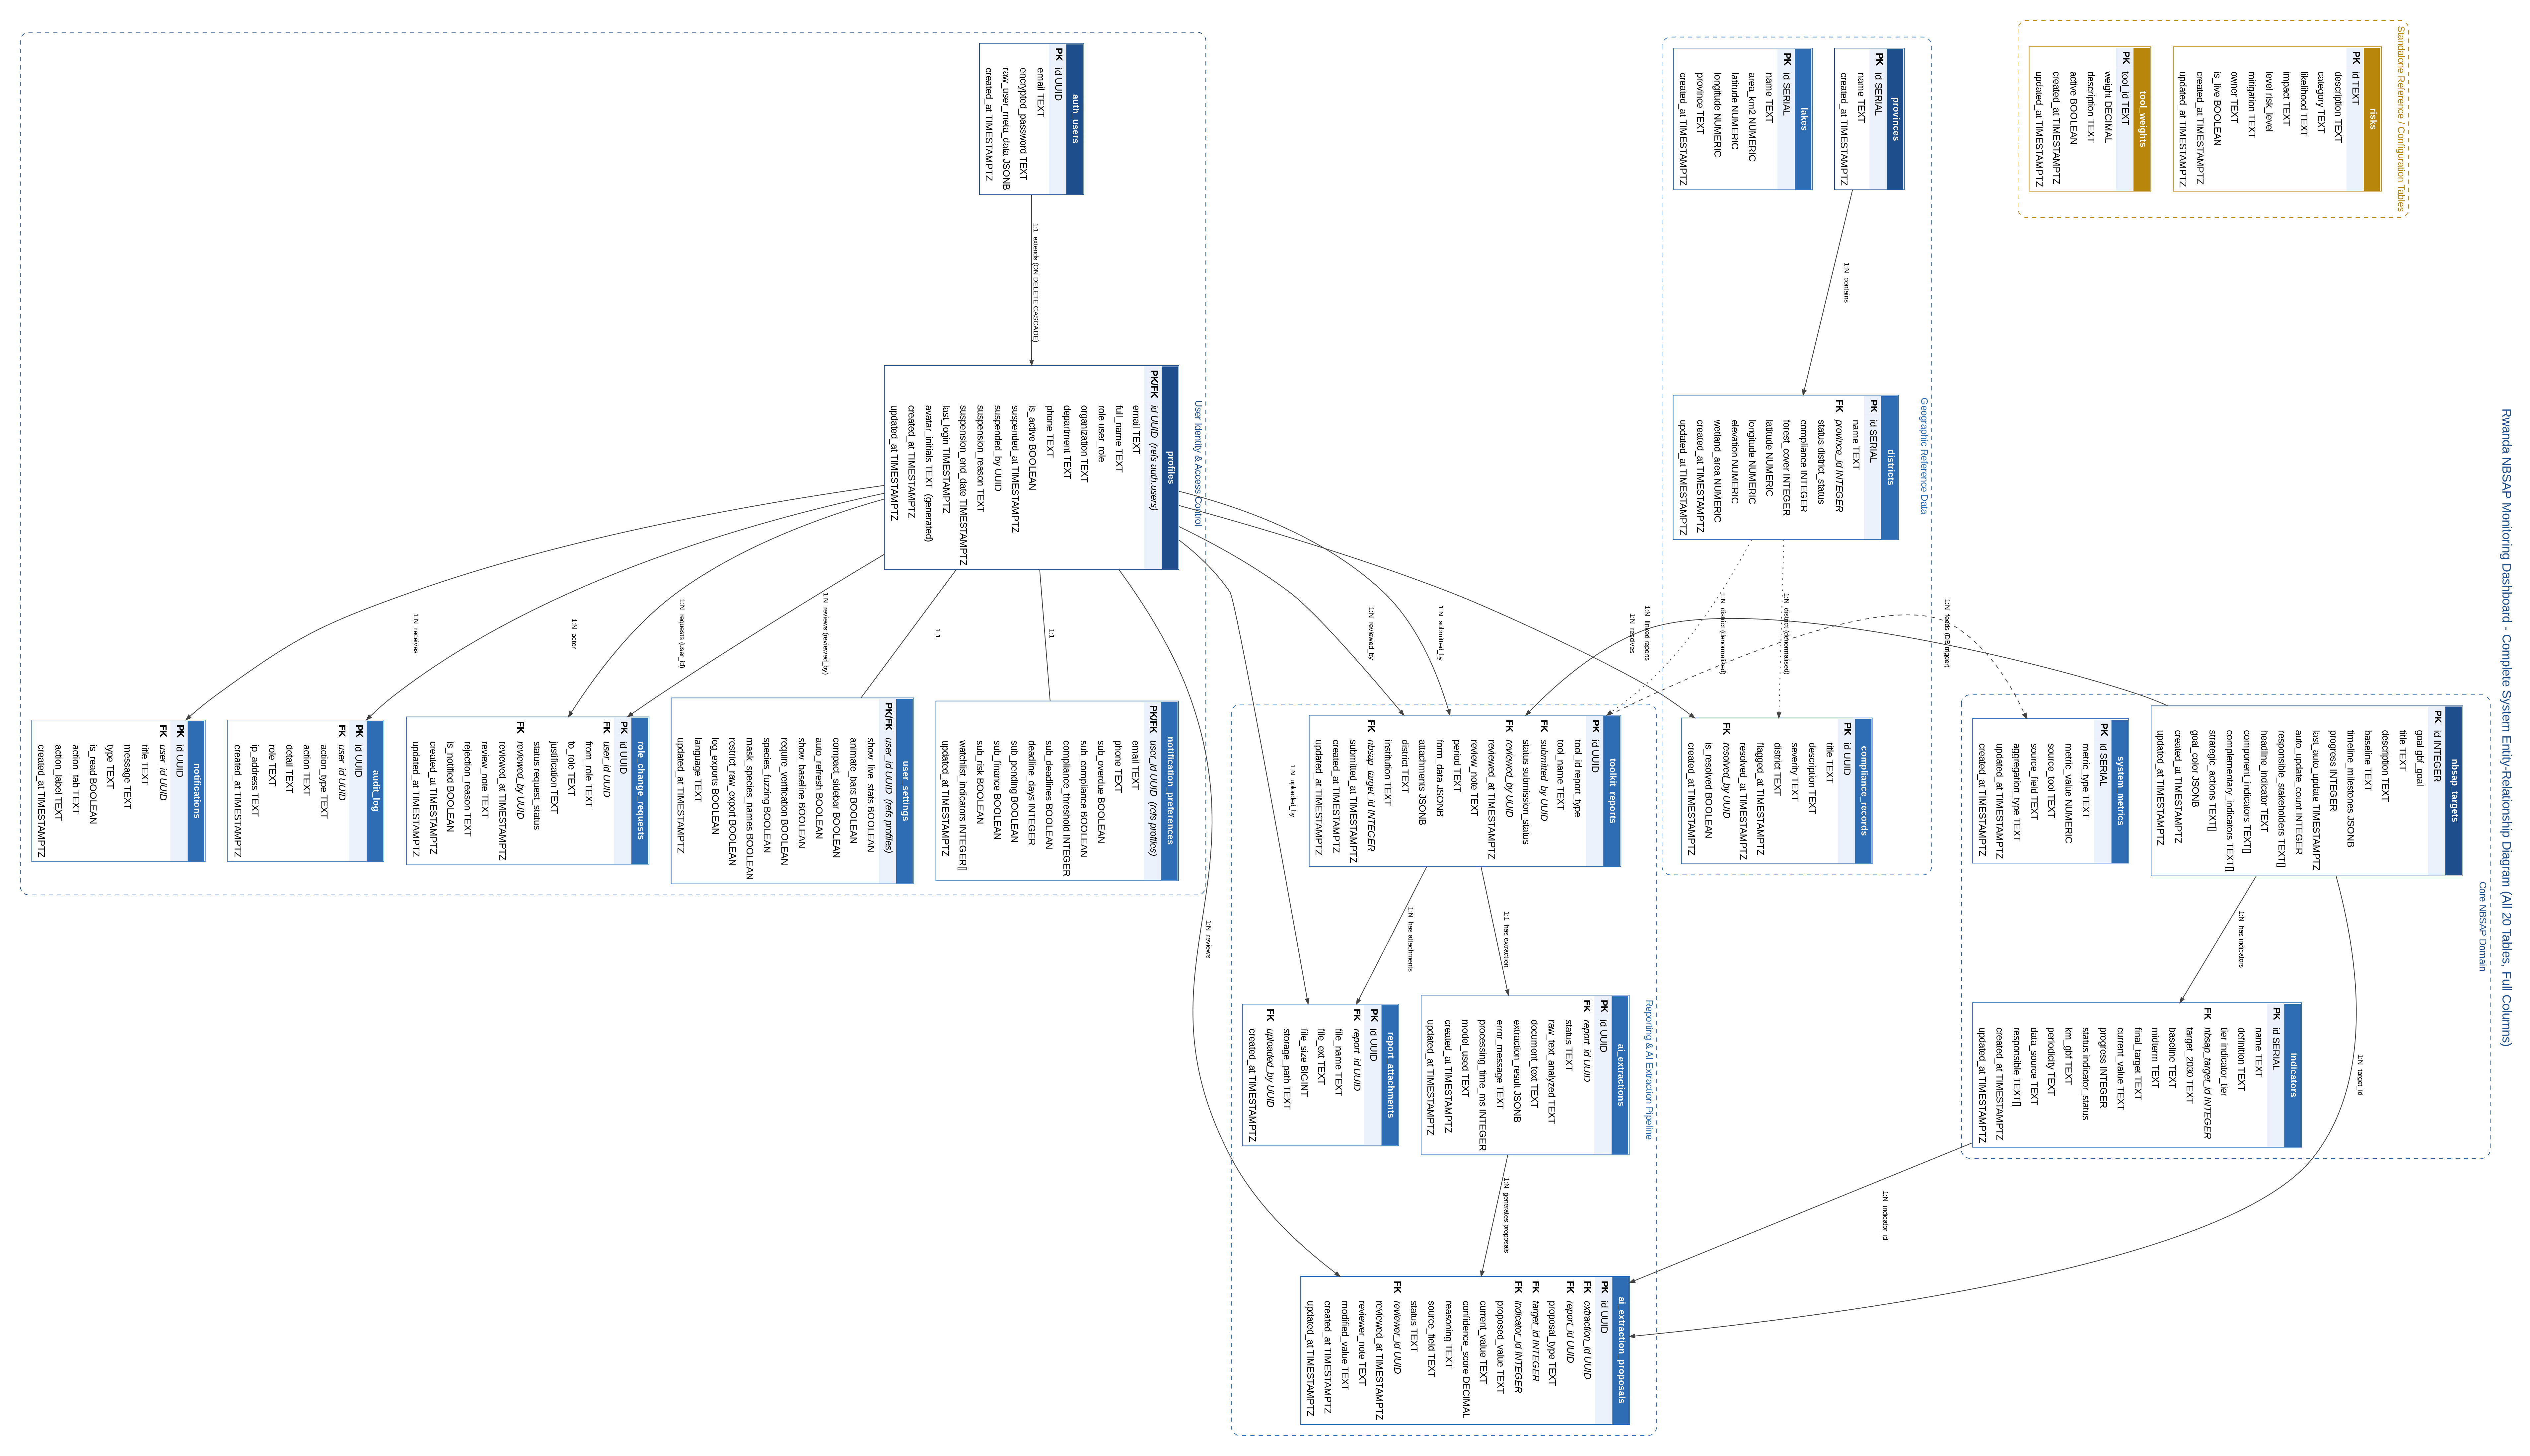 Rwanda NBSAP Monitoring Dashboard - Complete System Entity-Relationship Diagram (All 20 Tables, Full Columns)
Standalone Reference / Configuration Tables
risks
PK id TEXT
description TEXT
category TEXT
likelihood TEXT
impact TEXT
level risk_level
mitigation TEXT
owner TEXT
is_live BOOLEAN
created_at TIMESTAMPTZ
updated_at TIMESTAMPTZ
tool_weights
PK tool_id TEXT
weight DECIMAL
description TEXT
active BOOLEAN
created_at TIMESTAMPTZ
updated_at TIMESTAMPTZ
Core NBSAP Domain
nbsap_targets
PK id INTEGER
goal gbf_goal
title TEXT
description TEXT
baseline TEXT
timeline_milestones JSONB
progress INTEGER
last_auto_update TIMESTAMPTZ
auto_update_count INTEGER
responsible_stakeholders TEXT[]
headline_indicator TEXT
component_indicators TEXT[]
complementary_indicators TEXT[]
strategic_actions TEXT[]
goal_color JSONB
created_at TIMESTAMPTZ
updated_at TIMESTAMPTZ
system_metrics
PK id SERIAL
metric_type TEXT
metric_value NUMERIC
source_tool TEXT
source_field TEXT
aggregation_type TEXT
updated_at TIMESTAMPTZ
created_at TIMESTAMPTZ
1:N has indicators
1:N target_id
indicators
PK id SERIAL
name TEXT
definition TEXT
tier indicator_tier
FK nbsap_target_id INTEGER
target_2030 TEXT
baseline TEXT
midterm TEXT
final_target TEXT
current_value TEXT
progress INTEGER
status indicator_status
km_gbf TEXT
periodicity TEXT
data_source TEXT
responsible TEXT[]
created_at TIMESTAMPTZ
updated_at TIMESTAMPTZ
1:N indicator_id
1:N feeds (DB trigger)
Geographic Reference Data
provinces
PK id SERIAL
name TEXT
created_at TIMESTAMPTZ
lakes
PK id SERIAL
name TEXT
area_km2 NUMERIC
latitude NUMERIC
longitude NUMERIC
province TEXT
created_at TIMESTAMPTZ
1:N contains
districts
PK id SERIAL
name TEXT
FK province_id INTEGER
status district_status
compliance INTEGER
forest_cover INTEGER
latitude NUMERIC
longitude NUMERIC
elevation NUMERIC
wetland_area NUMERIC
created_at TIMESTAMPTZ
updated_at TIMESTAMPTZ
1:N district (denormalised)
1:N district (denormalised)
1:N linked reports
1:N resolves
compliance_records
PK id UUID
title TEXT
description TEXT
severity TEXT
district TEXT
flagged_at TIMESTAMPTZ
resolved_at TIMESTAMPTZ
FK resolved_by UUID
is_resolved BOOLEAN
created_at TIMESTAMPTZ
Reporting & AI Extraction Pipeline
toolkit_reports
PK id UUID
tool_id report_type
tool_name TEXT
FK submitted_by UUID
status submission_status
FK reviewed_by UUID
reviewed_at TIMESTAMPTZ
review_note TEXT
period TEXT
form_data JSONB
attachments JSONB
district TEXT
institution TEXT
FK nbsap_target_id INTEGER
submitted_at TIMESTAMPTZ
created_at TIMESTAMPTZ
updated_at TIMESTAMPTZ
1:N submitted_by
1:N reviewed_by
1:N uploaded_by
1:1 has extraction
1:N has attachments
ai_extractions
PK id UUID
FK report_id UUID
status TEXT
raw_text_analyzed TEXT
document_text TEXT
extraction_result JSONB
error_message TEXT
processing_time_ms INTEGER
model_used TEXT
created_at TIMESTAMPTZ
updated_at TIMESTAMPTZ
report_attachments
PK id UUID
FK report_id UUID
file_name TEXT
file_ext TEXT
file_size BIGINT
storage_path TEXT
FK uploaded_by UUID
created_at TIMESTAMPTZ
1:N generates proposals
1:N reviews
ai_extraction_proposals
PK id UUID
FK extraction_id UUID
FK report_id UUID
proposal_type TEXT
FK target_id INTEGER
FK indicator_id INTEGER
proposed_value TEXT
current_value TEXT
confidence_score DECIMAL
reasoning TEXT
source_field TEXT
status TEXT
FK reviewer_id UUID
reviewed_at TIMESTAMPTZ
reviewer_note TEXT
modified_value TEXT
created_at TIMESTAMPTZ
updated_at TIMESTAMPTZ
User Identity & Access Control
auth_users
PK id UUID
email TEXT
encrypted_password TEXT
raw_user_meta_data JSONB
created_at TIMESTAMPTZ
1:1 extends (ON DELETE CASCADE)
profiles
PK/FK id UUID (refs auth.users)
email TEXT
full_name TEXT
role user_role
organization TEXT
department TEXT
phone TEXT
is_active BOOLEAN
suspended_at TIMESTAMPTZ
suspended_by UUID
suspension_reason TEXT
suspension_end_date TIMESTAMPTZ
last_login TIMESTAMPTZ
avatar_initials TEXT (generated)
created_at TIMESTAMPTZ
updated_at TIMESTAMPTZ
1:1
1:1
1:N reviews (reviewed_by)
1:N requests (user_id)
1:N actor
1:N receives
notification_preferences
PK/FK user_id UUID (refs profiles)
email TEXT
phone TEXT
sub_overdue BOOLEAN
sub_compliance BOOLEAN
compliance_threshold INTEGER
sub_deadlines BOOLEAN
deadline_days INTEGER
sub_pending BOOLEAN
sub_finance BOOLEAN
sub_risk BOOLEAN
watchlist_indicators INTEGER[]
updated_at TIMESTAMPTZ
user_settings
PK/FK user_id UUID (refs profiles)
show_live_stats BOOLEAN
animate_bars BOOLEAN
compact_sidebar BOOLEAN
auto_refresh BOOLEAN
show_baseline BOOLEAN
require_verification BOOLEAN
species_fuzzing BOOLEAN
mask_species_names BOOLEAN
restrict_raw_export BOOLEAN
log_exports BOOLEAN
language TEXT
updated_at TIMESTAMPTZ
role_change_requests
PK id UUID
FK user_id UUID
from_role TEXT
to_role TEXT
justification TEXT
status request_status
FK reviewed_by UUID
reviewed_at TIMESTAMPTZ
review_note TEXT
rejection_reason TEXT
is_notified BOOLEAN
created_at TIMESTAMPTZ
updated_at TIMESTAMPTZ
audit_log
PK id UUID
FK user_id UUID
action_type TEXT
action TEXT
detail TEXT
role TEXT
ip_address TEXT
created_at TIMESTAMPTZ
notifications
PK id UUID
FK user_id UUID
title TEXT
message TEXT
type TEXT
is_read BOOLEAN
action_tab TEXT
action_label TEXT
created_at TIMESTAMPTZ